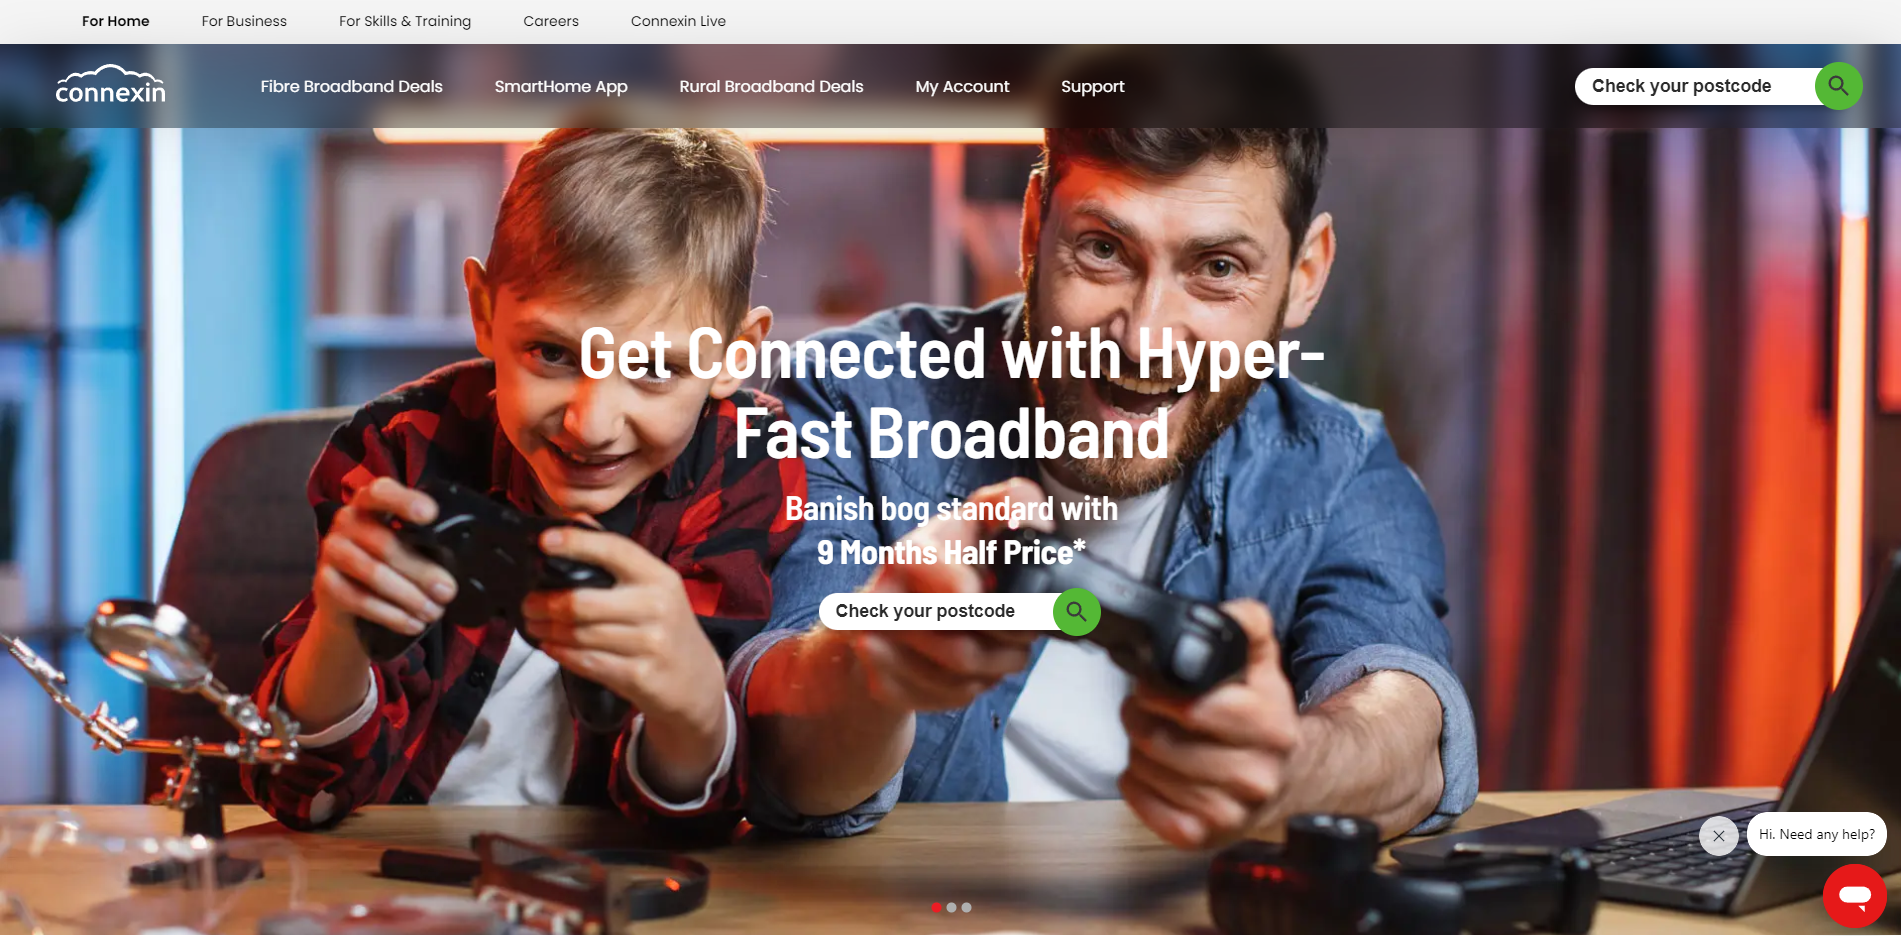 For Home
For Business
For Skills & Training
Careers
Connexin Live
connexin
Fibre Broadband Deals
SmartHome App
Rural Broadband Deals
My Account
Support
Check your postcode
Get Connected with Hyper-
Fast Broadband
Banish bog standard with
9 Months Half Price*
Check your postcode
Hi. Need any help?